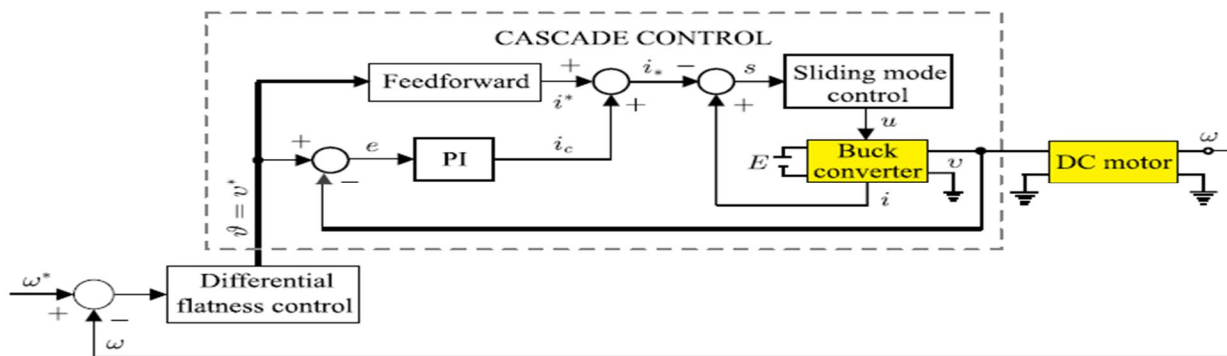 CASCADE CONTROL
Feedforward
+
i*
+
i*
−
s
+
Sliding mode
control
u
+
e
−
PI
i_c
E
Buck
converter
υ
i
DC motor
ω
ϑ = υ*
ω*
+
−
ω
Differential
flatness control